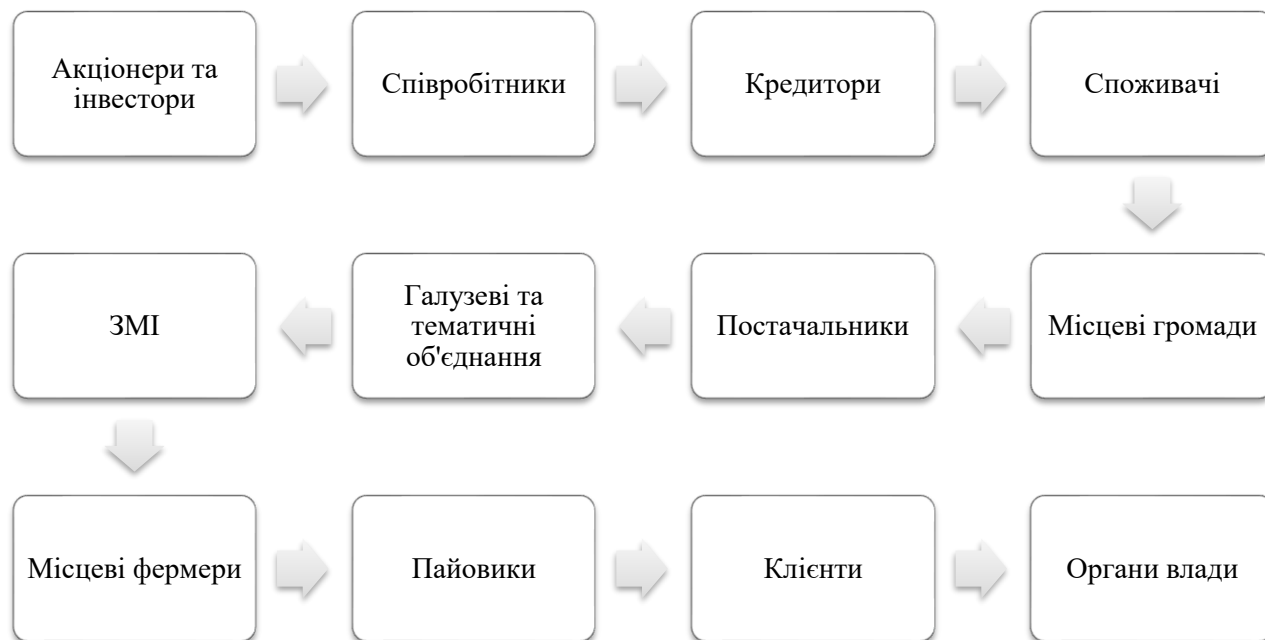 Акціонери та
інвестори
Співробітники
Кредитори
Споживачі
Місцеві громади
Постачальники
Галузеві та
тематичні
об'єднання
ЗМІ
Місцеві фермери
Пайовики
Клієнти
Органи влади